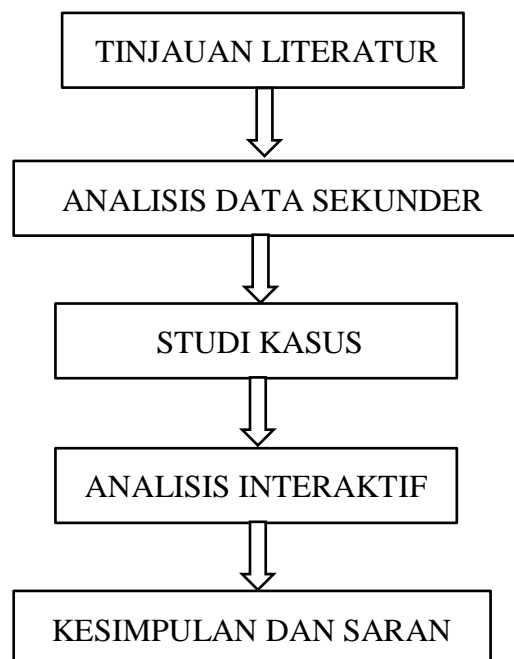 TINJAUAN LITERATUR
ANALISIS DATA SEKUNDER
STUDI KASUS
ANALISIS INTERAKTIF
KESIMPULAN DAN SARAN